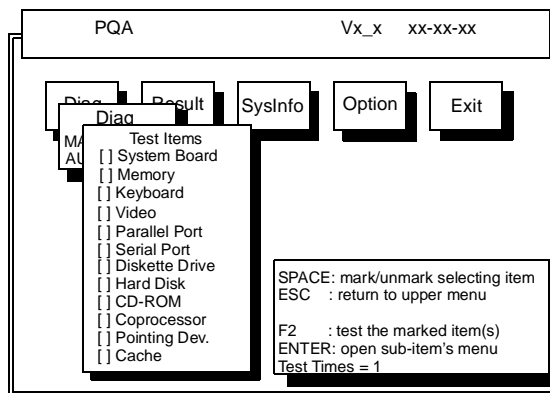 PQA Vx_x xx-xx-xx
Diag Result SysInfo Option Exit
Diag
MA
AU
Test Items
[ ] System Board
[ ] Memory
[ ] Keyboard
[ ] Video
[ ] Parallel Port
[ ] Serial Port
[ ] Diskette Drive
[ ] Hard Disk
[ ] CD-ROM
[ ] Coprocessor
[ ] Pointing Dev.
[ ] Cache
SPACE: mark/unmark selecting item
ESC : return to upper menu
F2 : test the marked item(s)
ENTER: open sub-item's menu
Test Times = 1